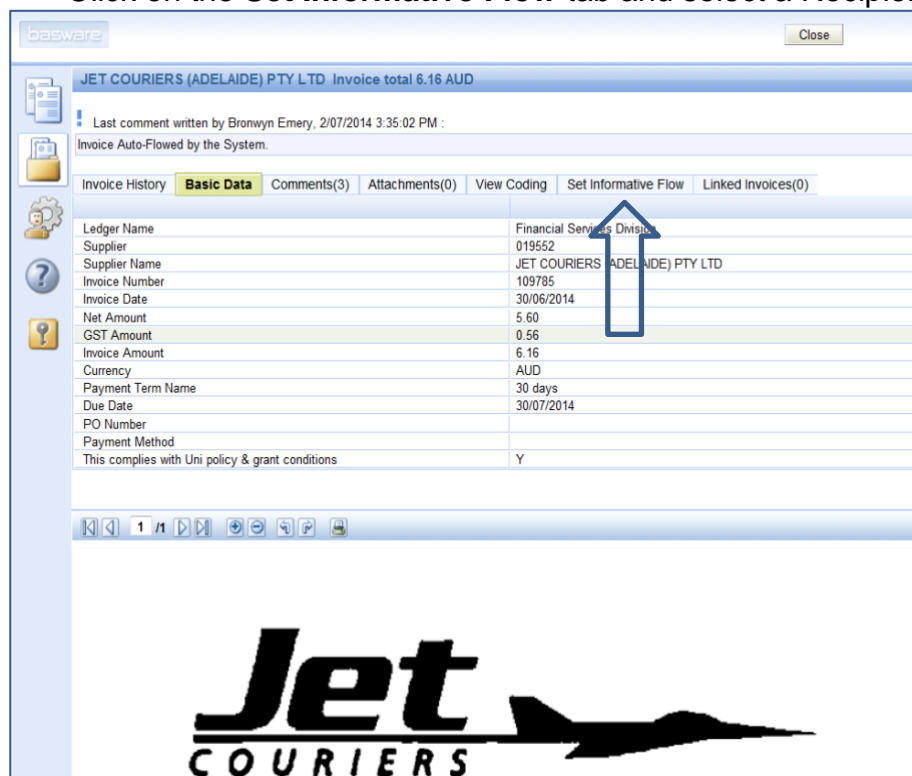 Click on the Set Informative Flow tab and select a
basware
Close
JET COURIERS (ADELAIDE) PTY LTD Invoice total 6.16 AUD
! Last comment written by Bronwyn Emery, 2/07/2014 3:35:02 PM :
Invoice Auto-Flowed by the System.
Invoice History Basic Data Comments(3) Attachments(0) View Coding Set Informative Flow Linked Invoices(0)
Ledger Name Financial Services Division
Supplier 019552
Supplier Name JET COURIERS (ADELAIDE) PTY LTD
Invoice Number 109785
Invoice Date 30/06/2014
Net Amount 5.60
GST Amount 0.56
Invoice Amount 6.16
Currency AUD
Payment Term Name 30 days
Due Date 30/07/2014
PO Number
Payment Method
This complies with Uni policy & grant conditions Y
1 /1
Jet
COURIERS